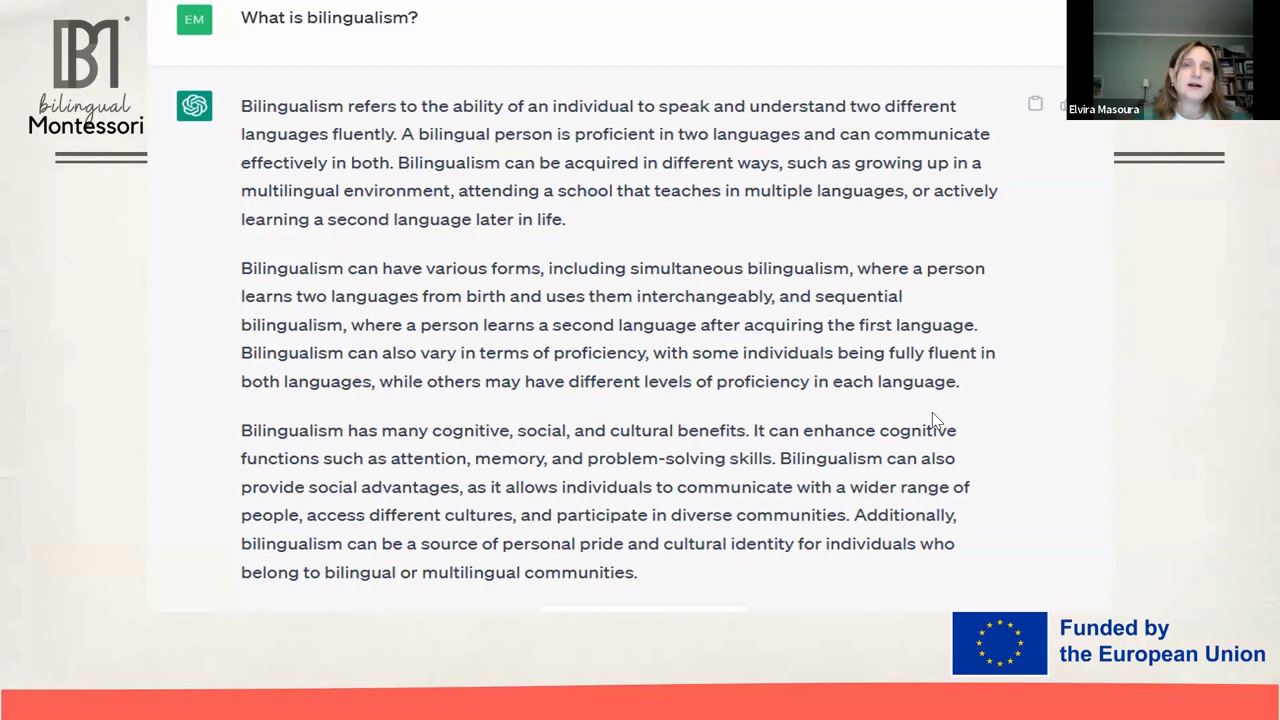 EM
What is bilingualism?
BM
bilingual
Montessori
Elvira Masoura
Bilingualism refers to the ability of an individual to speak and understand two different
languages fluently. A bilingual person is proficient in two languages and can communicate
effectively in both. Bilingualism can be acquired in different ways, such as growing up in a
multilingual environment, attending a school that teaches in multiple languages, or actively
learning a second language later in life.
Bilingualism can have various forms, including simultaneous bilingualism, where a person
learns two languages from birth and uses them interchangeably, and sequential
bilingualism, where a person learns a second language after acquiring the first language.
Bilingualism can also vary in terms of proficiency, with some individuals being fully fluent in
both languages, while others may have different levels of proficiency in each language.
Bilingualism has many cognitive, social, and cultural benefits. It can enhance cognitive
functions such as attention, memory, and problem-solving skills. Bilingualism can also
provide social advantages, as it allows individuals to communicate with a wider range of
people, access different cultures, and participate in diverse communities. Additionally,
bilingualism can be a source of personal pride and cultural identity for individuals who
belong to bilingual or multilingual communities.
Funded by
the European Union